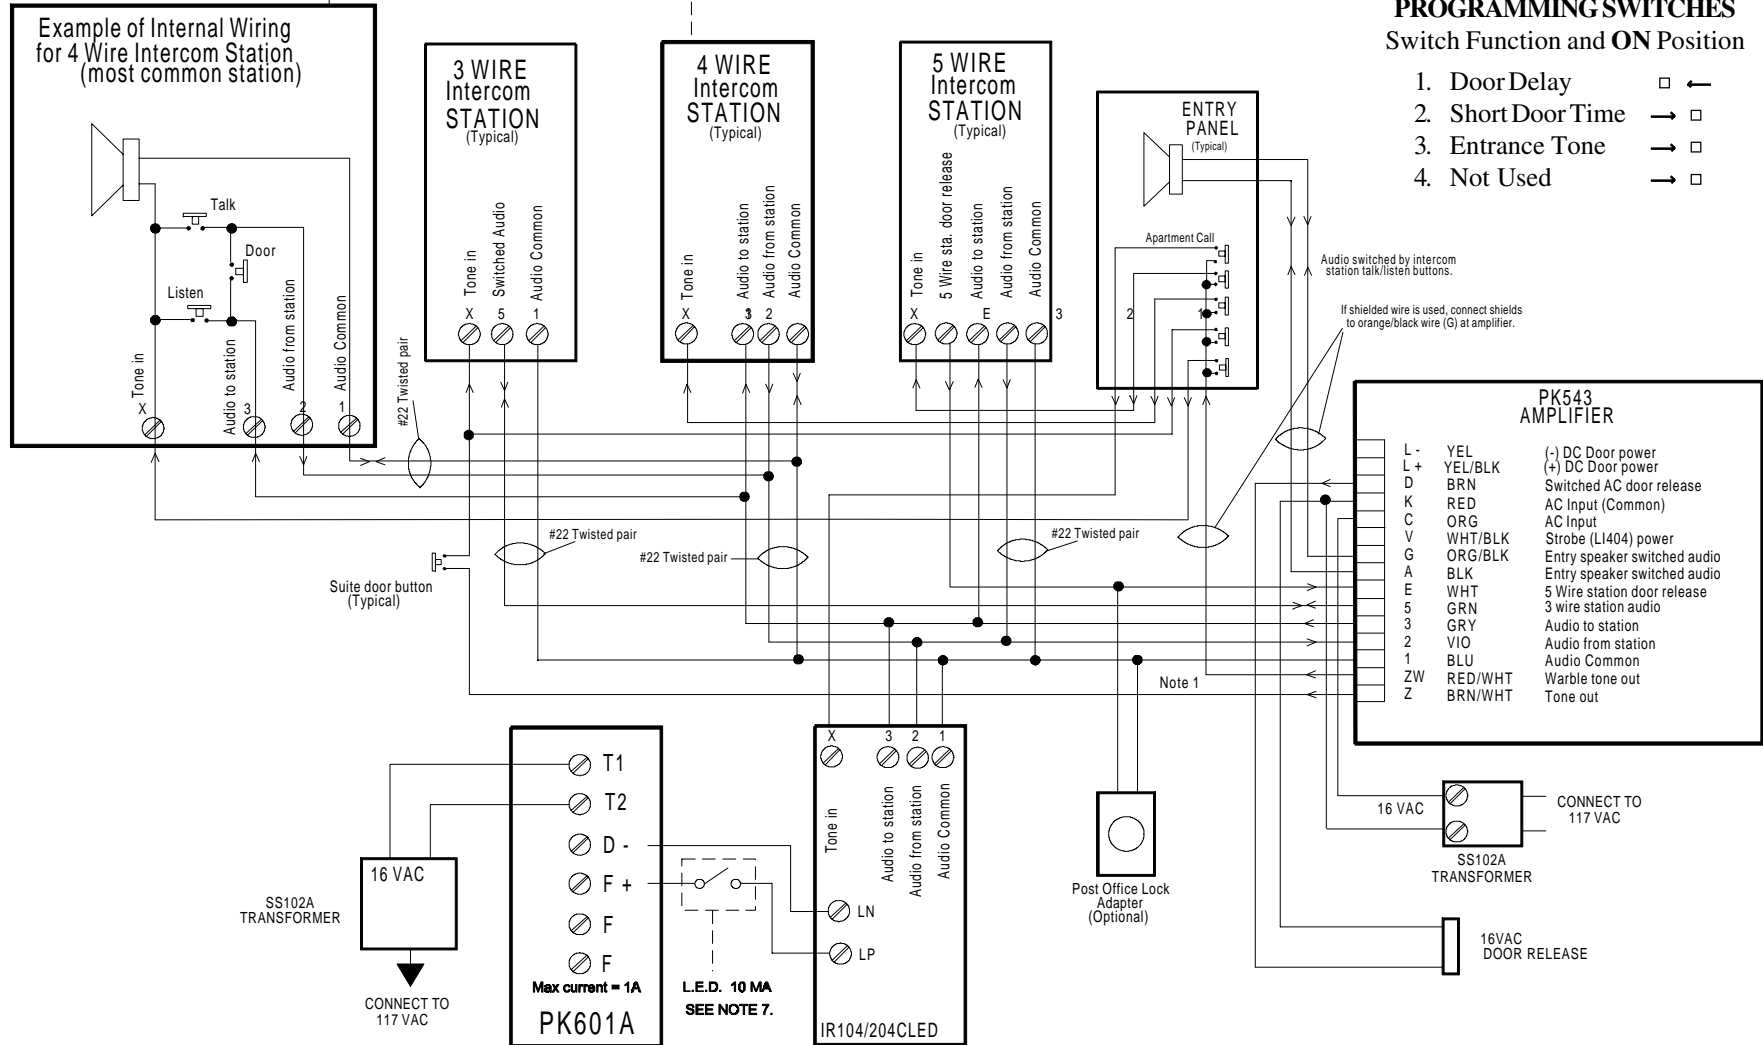 Example of Internal Wiring
for 4 Wire Intercom Station
(most common station)
Talk
Door
Listen
Tone in
Audio to station
Audio from station
Audio Common
X
3
2
1
#22 Twisted pair
3 WIRE
Intercom
STATION
(Typical)
Tone in
Switched Audio
Audio Common
X
5
1
4 WIRE
Intercom
STATION
(Typical)
Tone in
Audio to station
Audio from station
Audio Common
X
3
2
5 WIRE
Intercom
STATION
(Typical)
Tone in
5 Wire sta. door release
Audio to station
Audio from station
Audio Common
X
E
3
2
1
ENTRY
PANEL
(Typical)
Apartment Call
PROGRAMMING SWITCHES
Switch Function and ON Position
1. Door Delay □ ←
2. Short Door Time → □
3. Entrance Tone → □
4. Not Used → □
Audio switched by intercom
station talk/listen buttons.
If shielded wire is used, connect shields
to orange/black wire (G) at amplifier.
PK543
AMPLIFIER
L - YEL (-) DC Door power
L + YEL/BLK (+) DC Door power
D BRN Switched AC door release
K RED AC Input (Common)
C ORG AC Input
V WHT/BLK Strobe (LI404) power
G ORG/BLK Entry speaker switched audio
A BLK Entry speaker switched audio
E WHT 5 Wire station door release
5 GRN 3 wire station audio
3 GRY Audio to station
2 VIO Audio from station
1 BLU Audio Common
ZW RED/WHT Warble tone out
Z BRN/WHT Tone out
#22 Twisted pair
#22 Twisted pair
#22 Twisted pair
Suite door button
(Typical)
Note 1
T1
T2
D -
F +
F
F
Max current = 1A
PK601A
16 VAC
SS102A
TRANSFORMER
CONNECT TO
117 VAC
L.E.D. 10 MA
SEE NOTE 7.
X
3
2
1
Tone in
Audio to station
Audio from station
Audio Common
LN
LP
IR104/204CLED
Post Office Lock
Adapter
(Optional)
16 VAC
CONNECT TO
117 VAC
SS102A
TRANSFORMER
16VAC
DOOR RELEASE